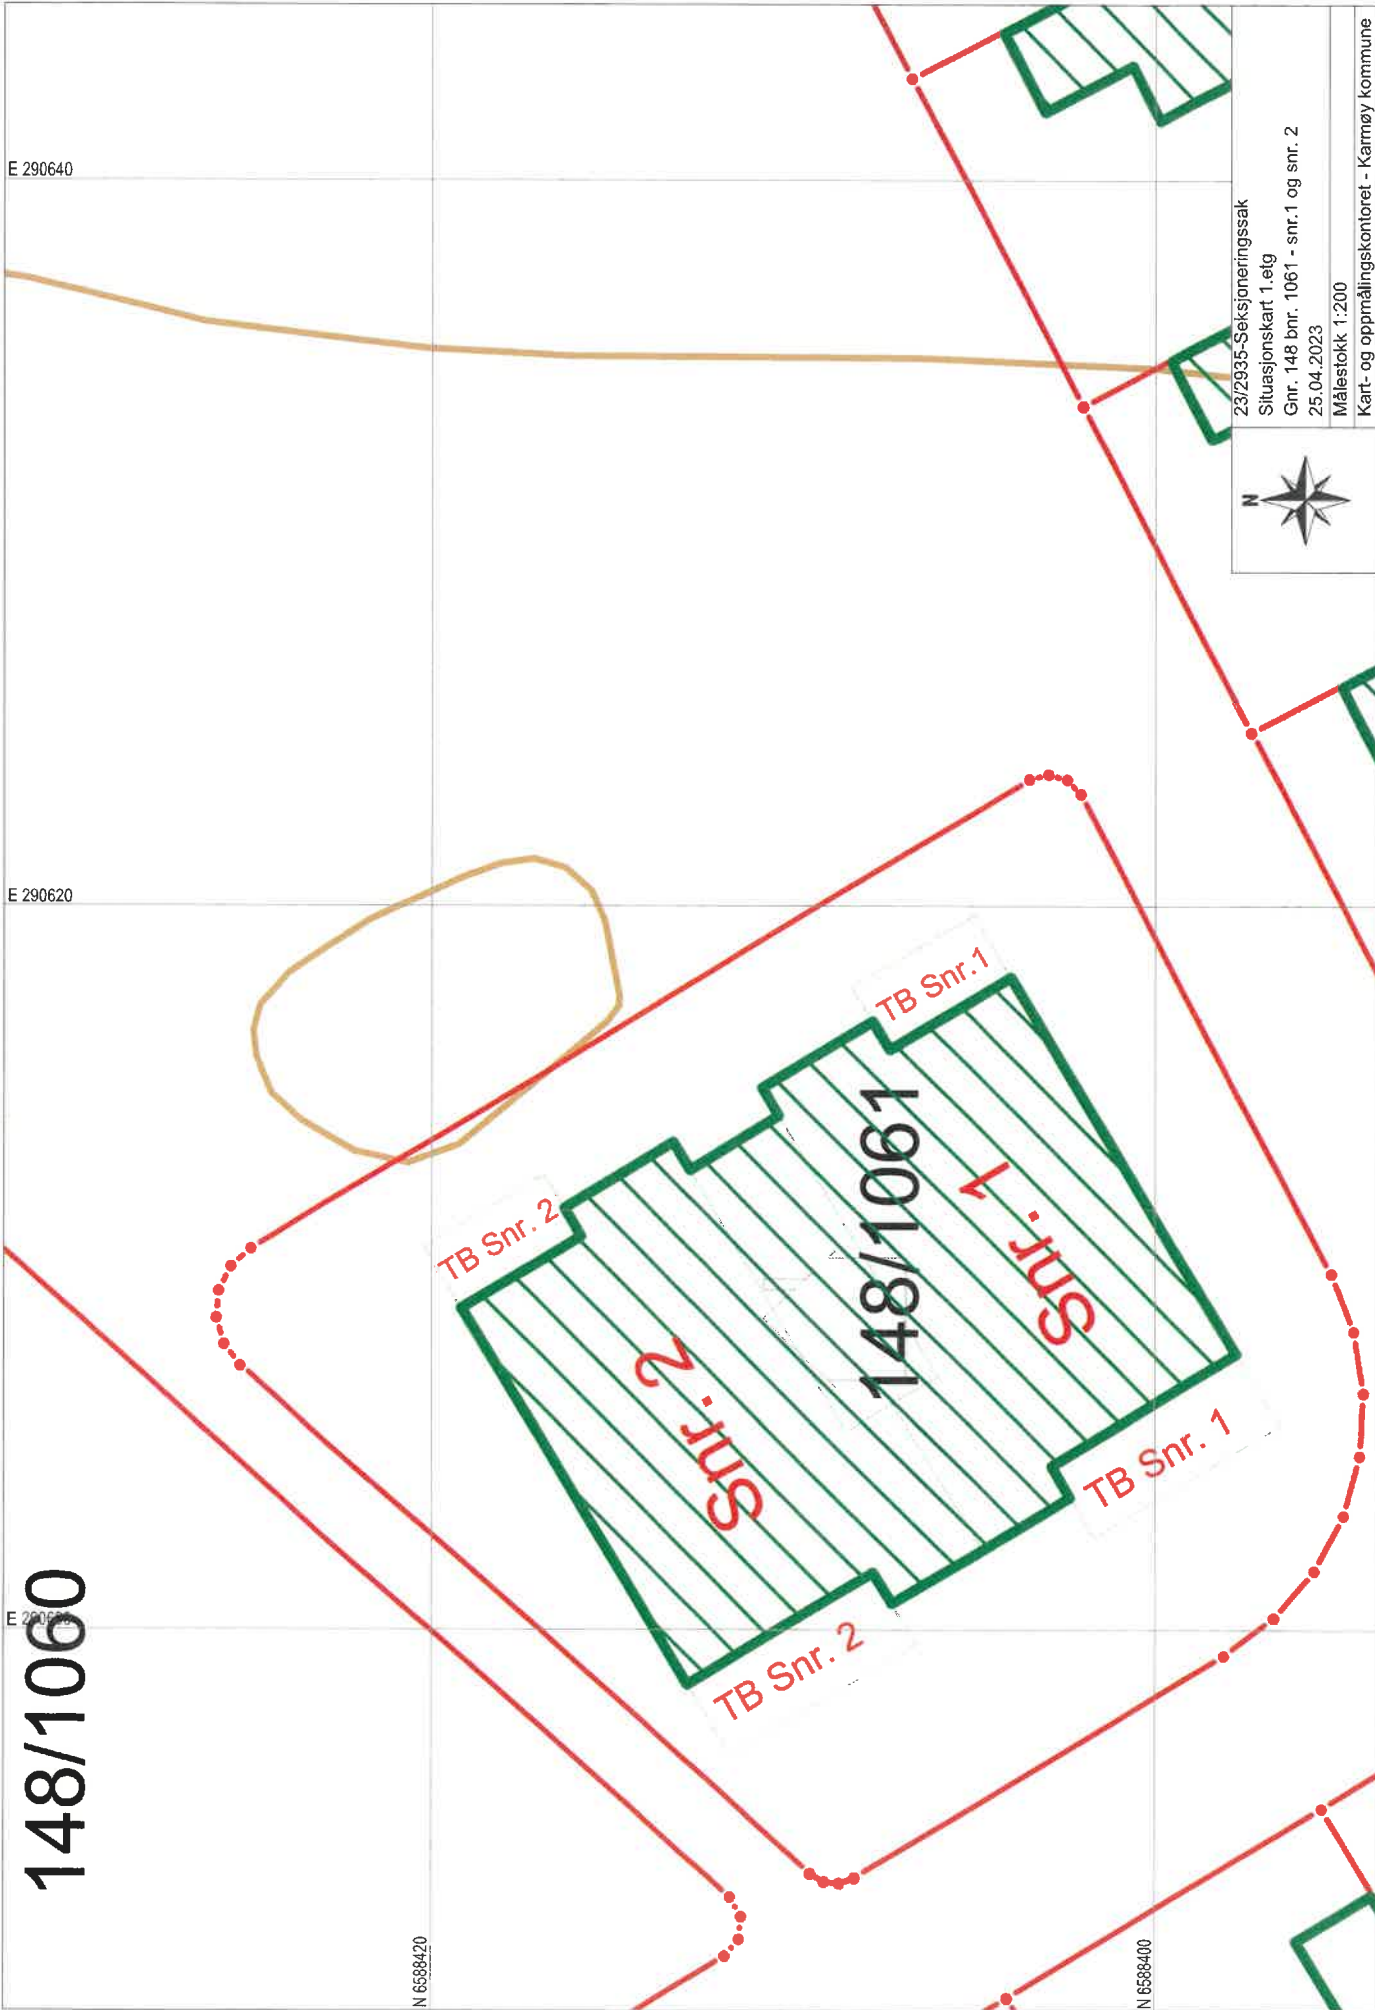 148/1060
E 290640
E 290620
N 6588420
N 6588400
TB Snr. 2
TB Snr.1
Snr. 2
148/1061
Snr. 1
TB Snr. 2
TB Snr. 1
N
23/2935-Seksjoneringssak
Situasjonskart 1.etg
Gnr. 148 bnr. 1061 - snr.1 og snr. 2
25.04.2023
Målestokk 1:200
Kart- og oppmålingskontoret - Karmøy kommune